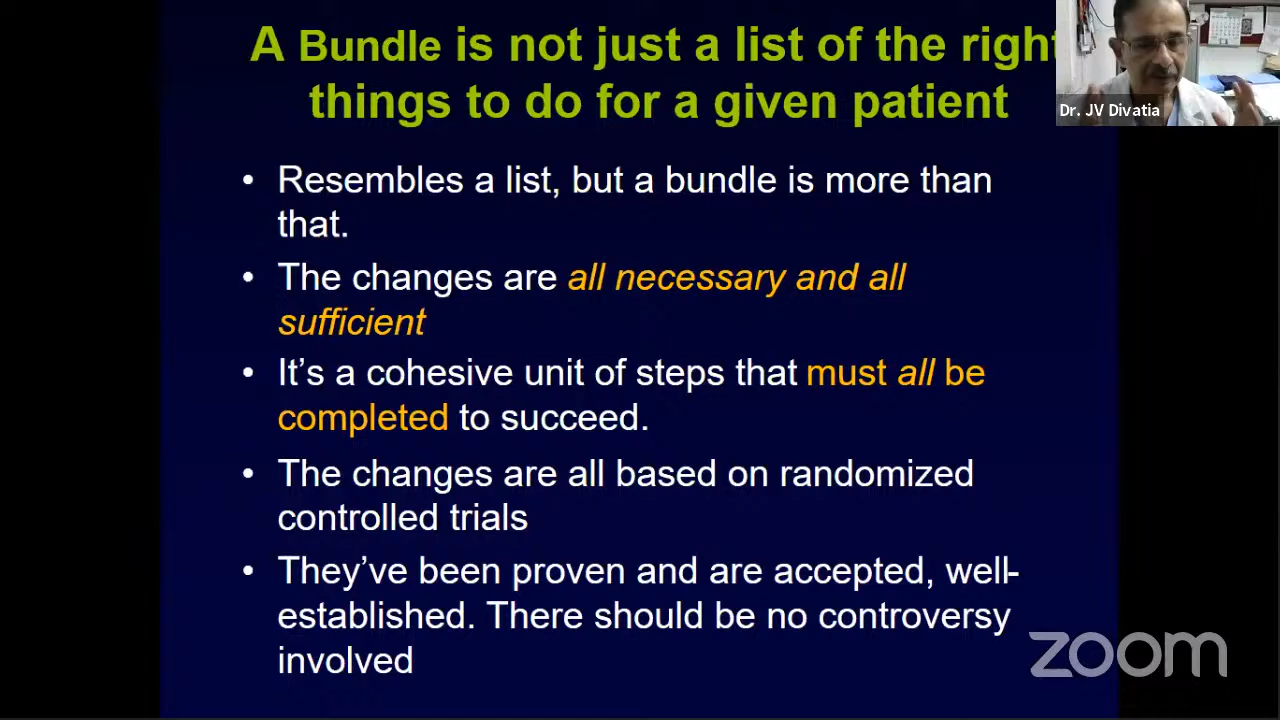 A Bundle is not just a list of the right
things to do for a given patient
Dr. JV Divatia
• Resembles a list, but a bundle is more than
that.
• The changes are all necessary and all
sufficient
• It’s a cohesive unit of steps that must all be
completed to succeed.
• The changes are all based on randomized
controlled trials
• They’ve been proven and are accepted, well-
established. There should be no controversy
involved
zoom